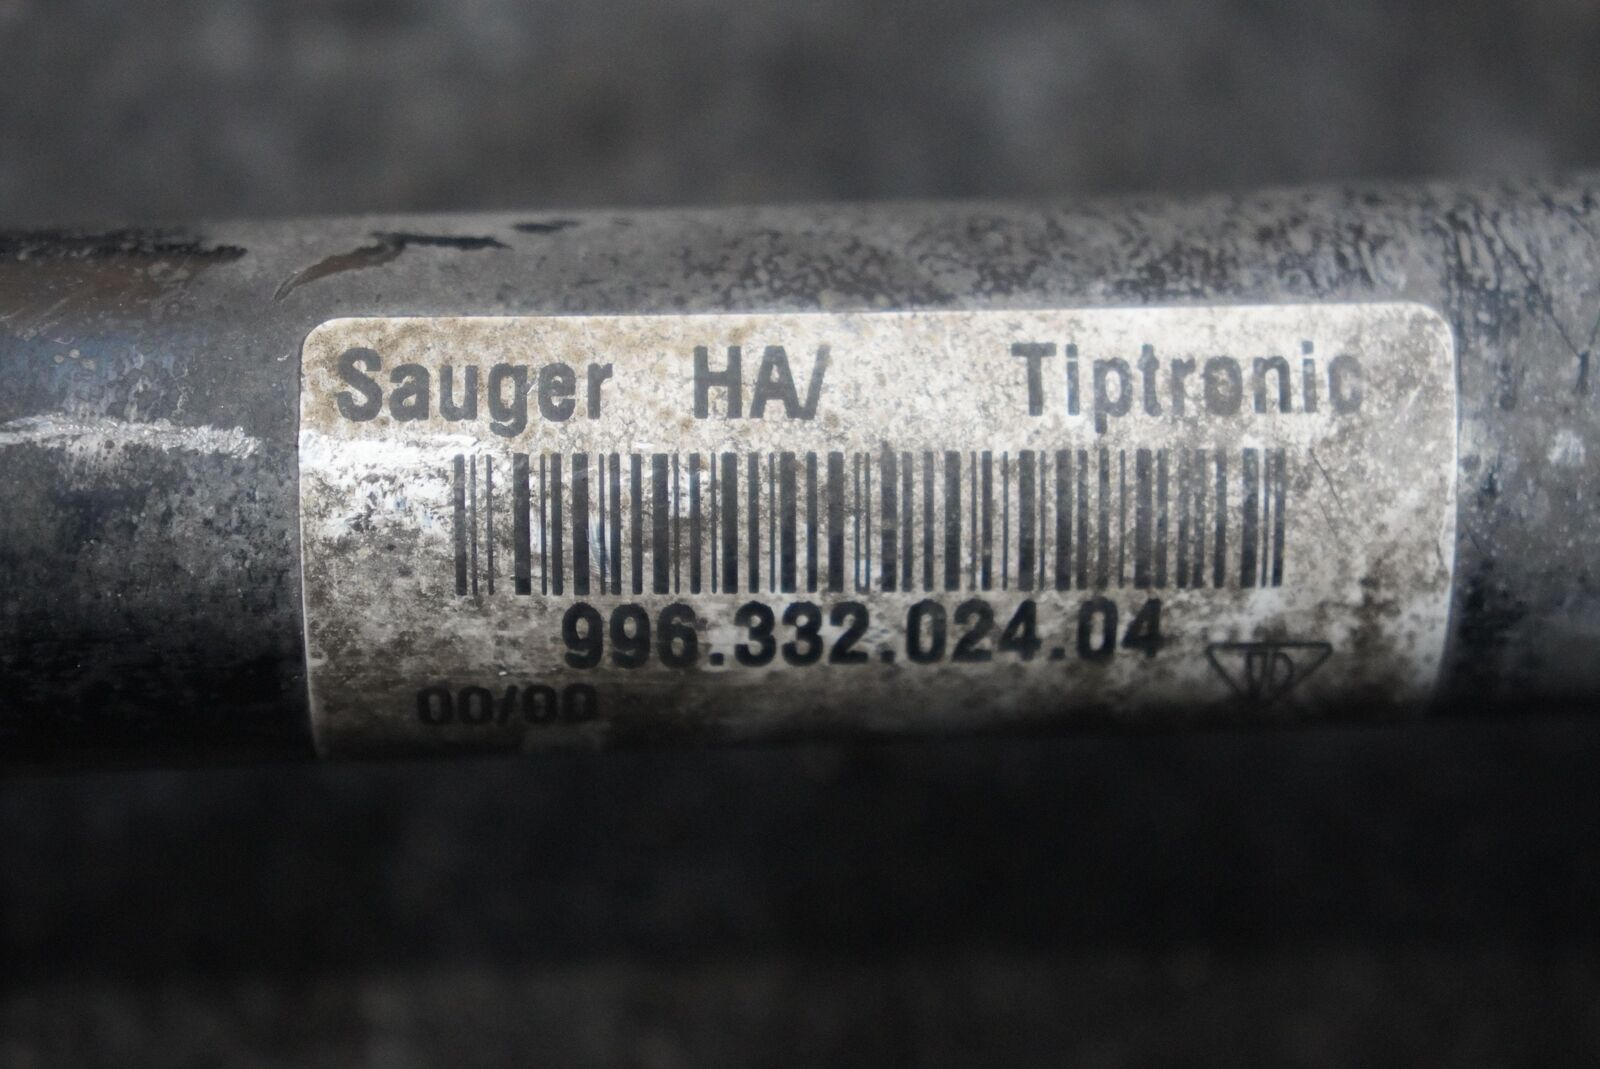 Sauger HA/ Tiptronic
996.332.024.04
00/00